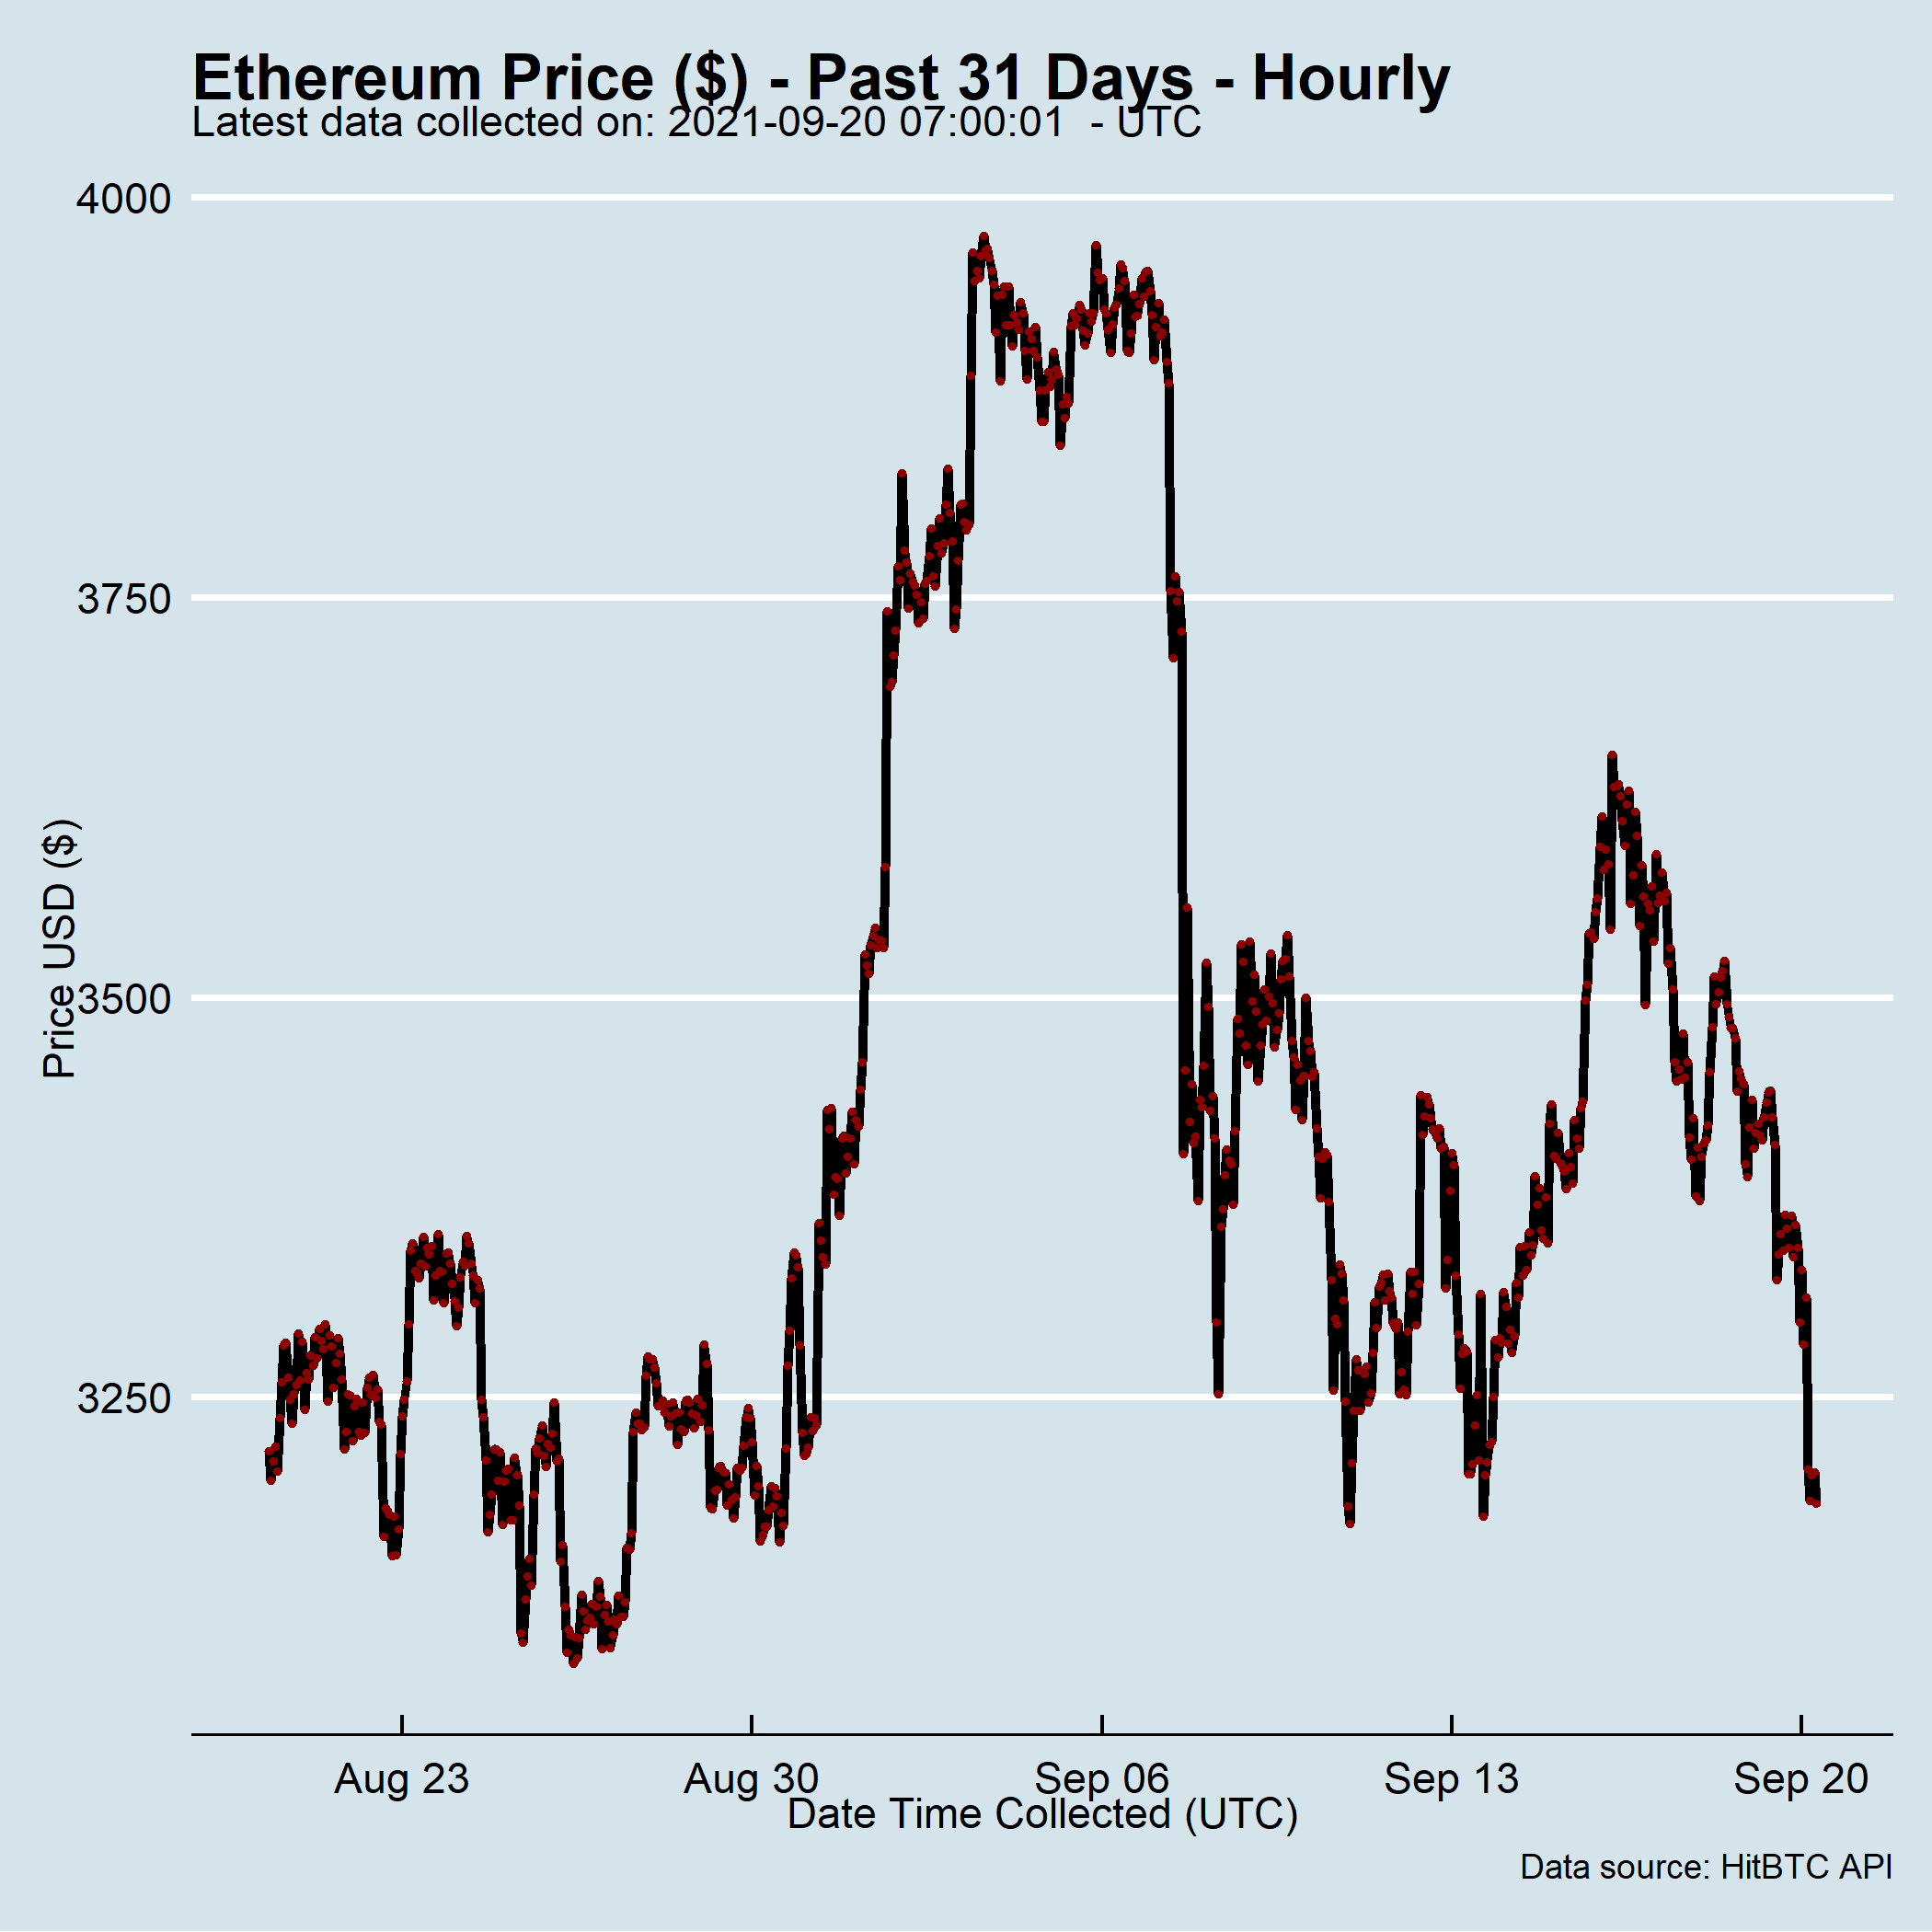 Ethereum Price ($) - Past 31 Days - Hourly
Latest data collected on: 2021-09-20 07:00:01  - UTC
4000
3750
3500
3250
Price USD ($)
Aug 23
Aug 30
Sep 06
Sep 13
Sep 20
Date Time Collected (UTC)
Data source: HitBTC API